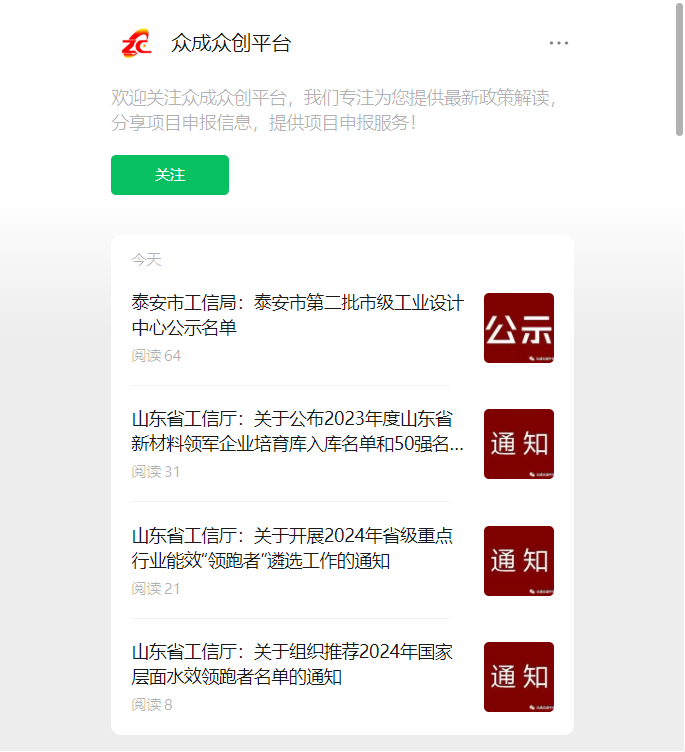 众成众创平台
欢迎关注众成众创平台，我们专注为您提供最新政策解读，
分享项目申报信息，提供项目申报服务！
关注
今天
泰安市工信局：泰安市第二批市级工业设计
中心公示名单
阅读 64
公示
山东省工信厅：关于公布2023年度山东省
新材料领军企业培育库入库名单和50强名...
阅读 31
通知
山东省工信厅：关于开展2024年省级重点
行业能效“领跑者”遴选工作的通知
阅读 21
通知
山东省工信厅：关于组织推荐2024年国家
层面水效领跑者名单的通知
阅读 8
通知